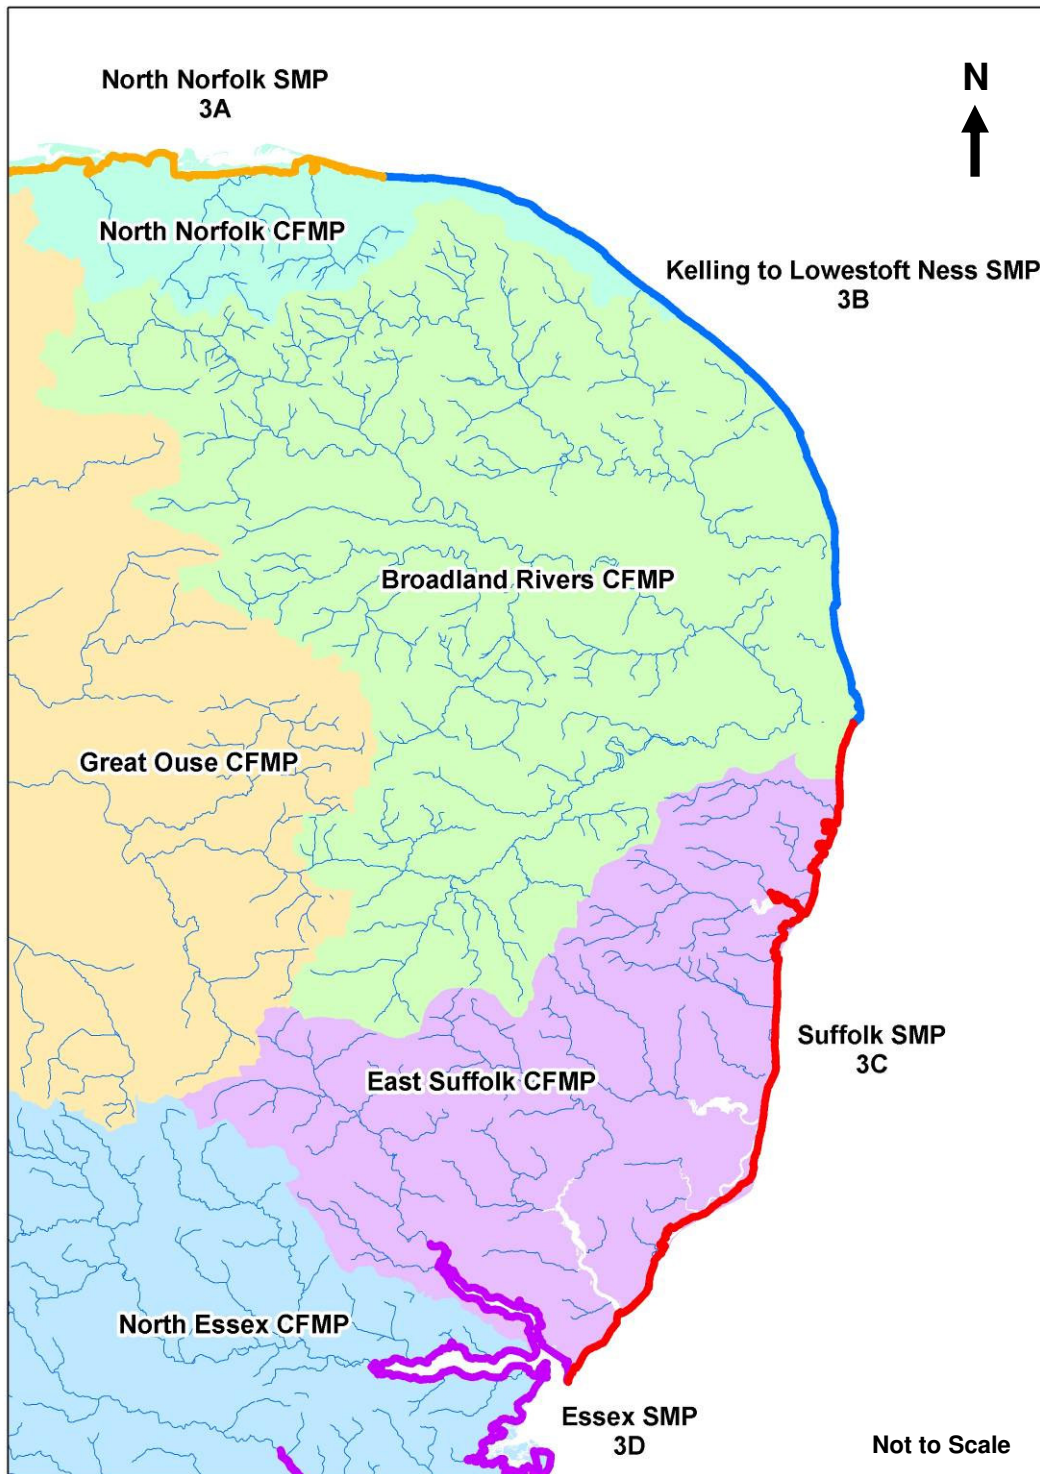 North Norfolk SMP
3A
N
North Norfolk CFMP
Kelling to Lowestoft Ness SMP
3B
Broadland Rivers CFMP
Great Ouse CFMP
Suffolk SMP
3C
East Suffolk CFMP
North Essex CFMP
Essex SMP
3D
Not to Scale